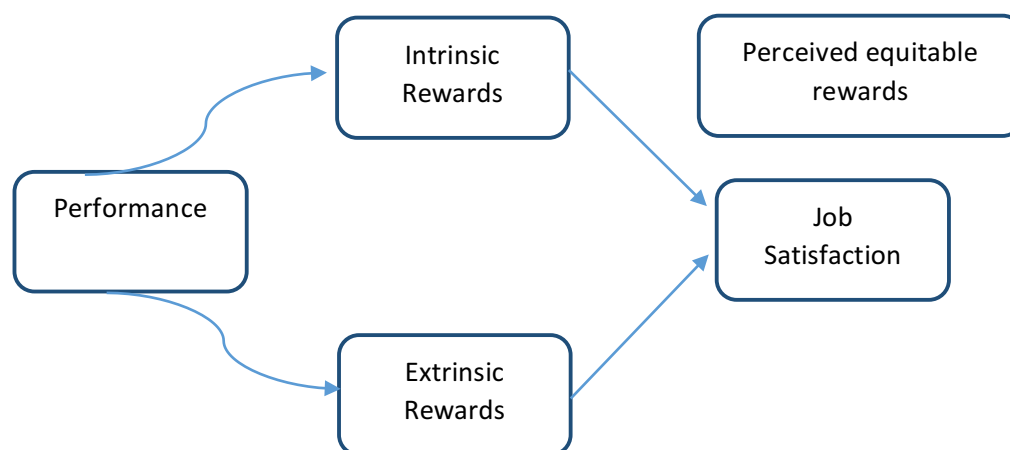 Intrinsic
Rewards
Perceived equitable
rewards
Performance
Job
Satisfaction
Extrinsic
Rewards